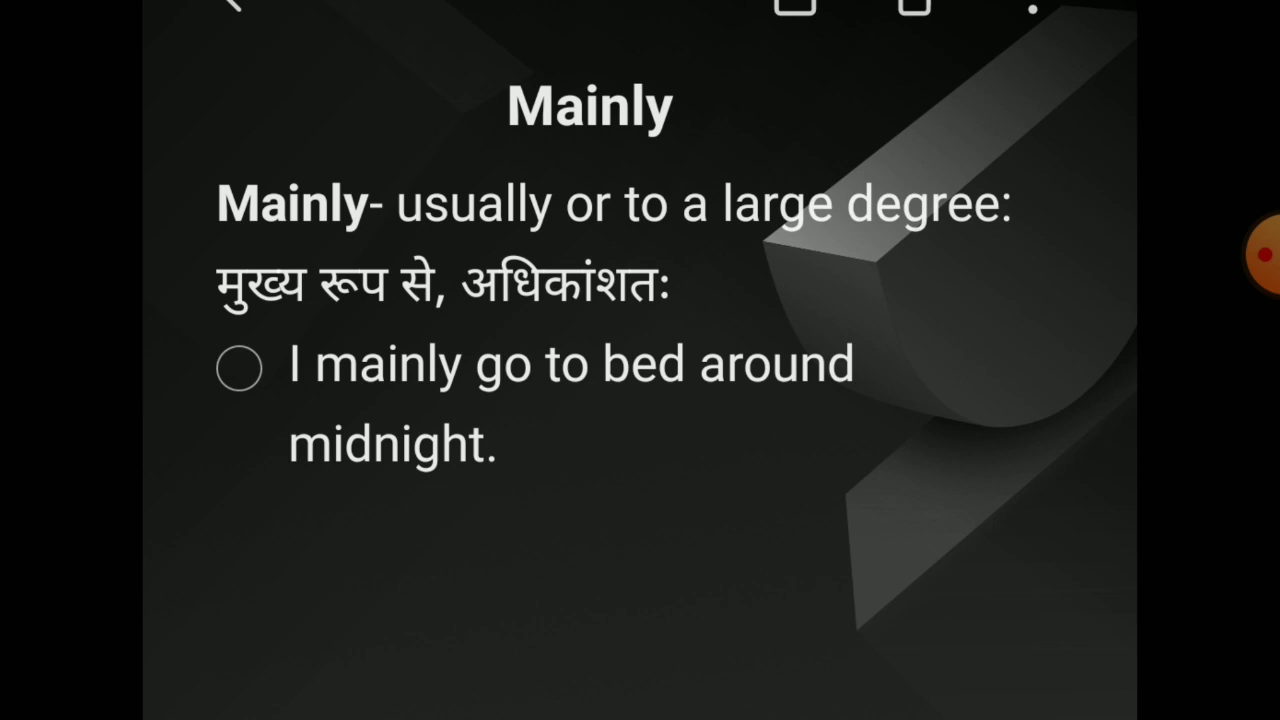 Mainly
Mainly- usually or to a large degree:
मुख्य रूप से, अधिकांशतः
I mainly go to bed around
midnight.